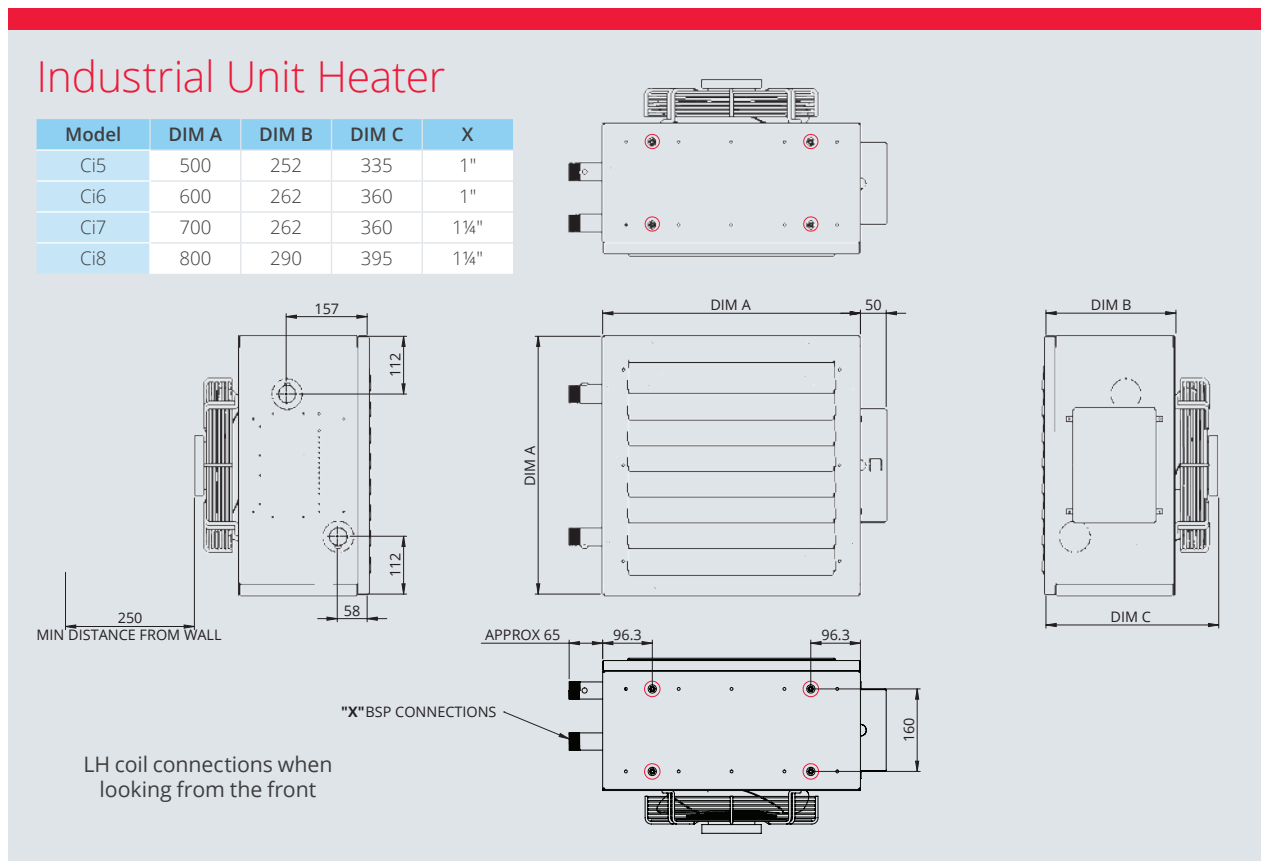 Industrial Unit Heater
Model DIM A DIM B DIM C X
Ci5 500 252 335 1"
Ci6 600 262 360 1"
Ci7 700 262 360 1¼"
Ci8 800 290 395 1¼"
157
112
112
58
250
MIN DISTANCE FROM WALL
DIM A
50
DIM A
DIM B
DIM C
APPROX 65
96.3
96.3
160
"X" BSP CONNECTIONS
LH coil connections when
looking from the front